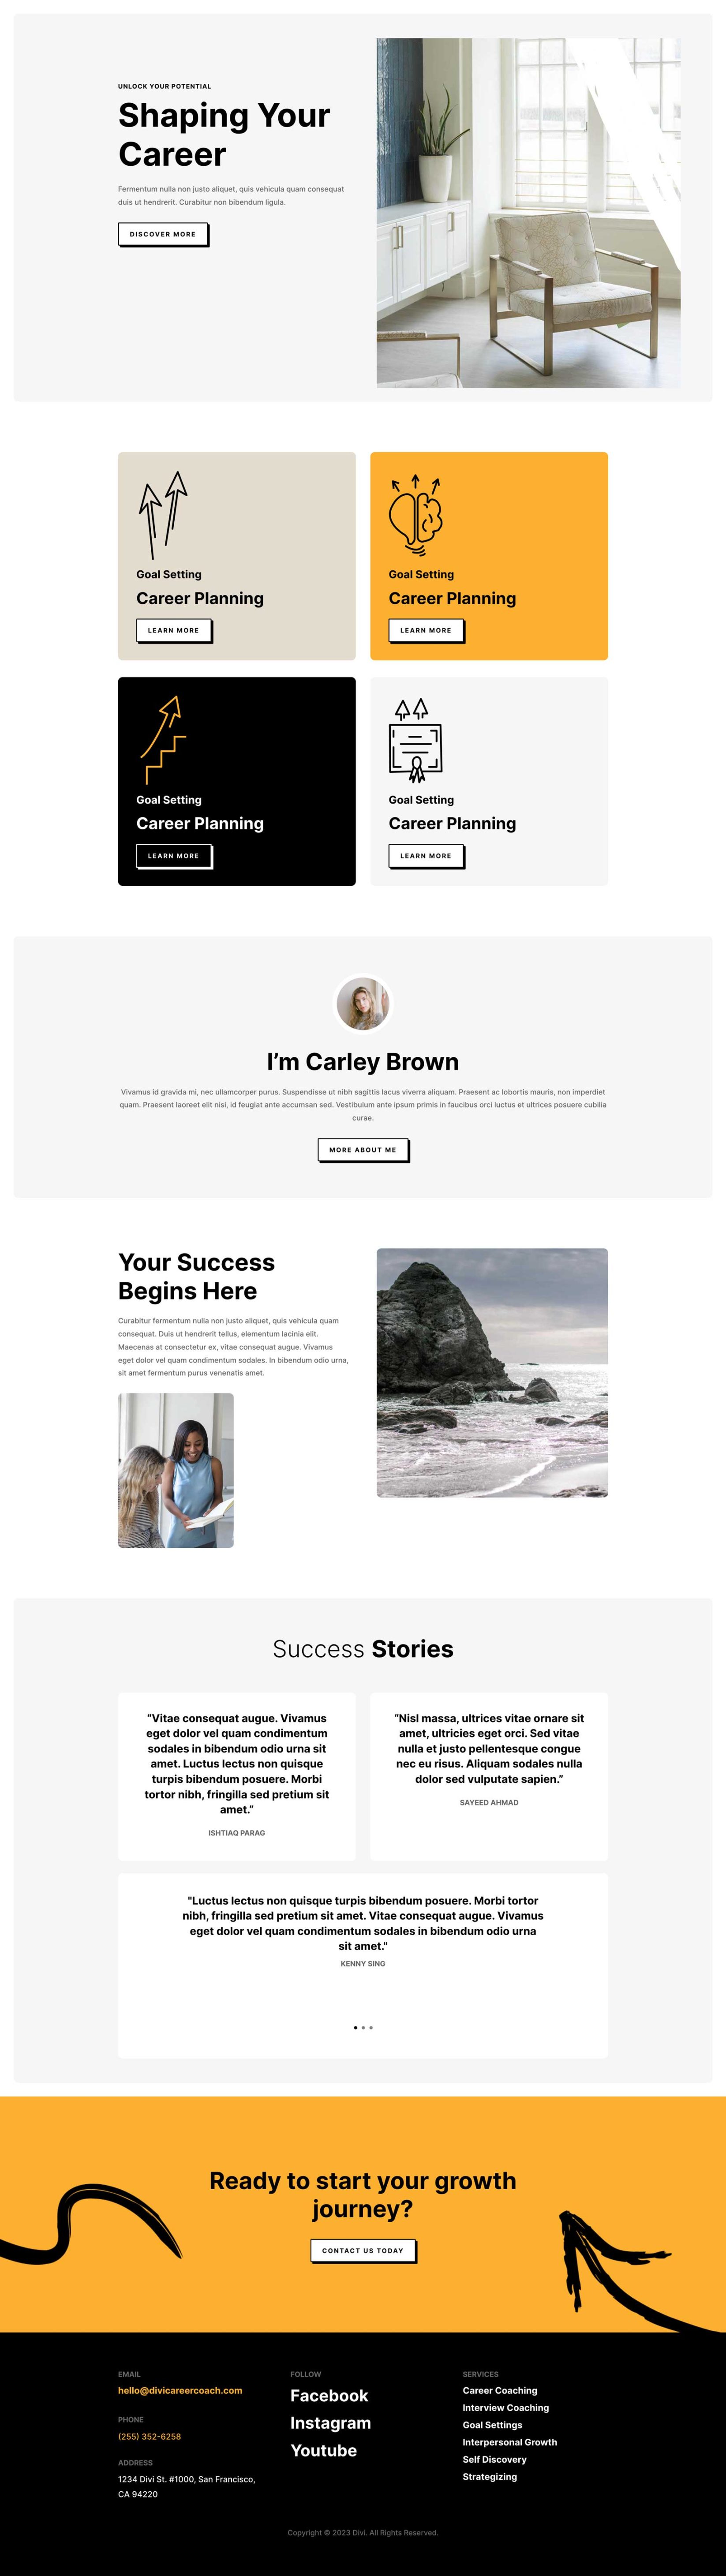 UNLOCK YOUR POTENTIAL
Shaping Your
Career
Fermentum nulla non justo aliquet, quis vehicula quam consequat
duis ut hendrerit. Curabitur non bibendum ligula.
DISCOVER MORE
Goal Setting
Career Planning
LEARN MORE
Goal Setting
Career Planning
LEARN MORE
Goal Setting
Career Planning
LEARN MORE
Goal Setting
Career Planning
LEARN MORE
I’m Carley Brown
Vivamus id gravida mi, nec ullamcorper purus. Suspendisse ut nibh sagittis lacus viverra aliquam. Praesent ac lobortis mauris, non imperdiet
quam. Praesent laoreet elit nisi, id feugiat ante accumsan sed. Vestibulum ante ipsum primis in faucibus orci luctus et ultrices posuere cubilia
curae.
MORE ABOUT ME
Your Success
Begins Here
Curabitur fermentum nulla non justo aliquet, quis vehicula quam
consequat. Duis ut hendrerit tellus, elementum lacinia elit.
Maecenas at consectetur ex, vitae consequat augue. Vivamus
eget dolor vel quam condimentum sodales. In bibendum odio urna,
sit amet fermentum purus venenatis amet.
Success Stories
“Vitae consequat augue. Vivamus
eget dolor vel quam condimentum
sodales in bibendum odio urna sit
amet. Luctus lectus non quisque
turpis bibendum posuere. Morbi
tortor nibh, fringilla sed pretium sit
amet.”
ISHTIAQ PARAG
“Nisl massa, ultrices vitae ornare sit
amet, ultricies eget orci. Sed vitae
nulla et justo pellentesque congue
nec eu risus. Aliquam sodales nulla
dolor sed vulputate sapien.”
SAYEED AHMAD
"Luctus lectus non quisque turpis bibendum posuere. Morbi tortor
nibh, fringilla sed pretium sit amet. Vitae consequat augue. Vivamus
eget dolor vel quam condimentum sodales in bibendum odio urna
sit amet."
KENNY SING
Ready to start your growth
journey?
CONTACT US TODAY
EMAIL
hello@divicareercoach.com
PHONE
(255) 352-6258
ADDRESS
1234 Divi St. #1000, San Francisco,
CA 94220
FOLLOW
Facebook
Instagram
Youtube
SERVICES
Career Coaching
Interview Coaching
Goal Settings
Interpersonal Growth
Self Discovery
Strategizing
Copyright © 2023 Divi. All Rights Reserved.